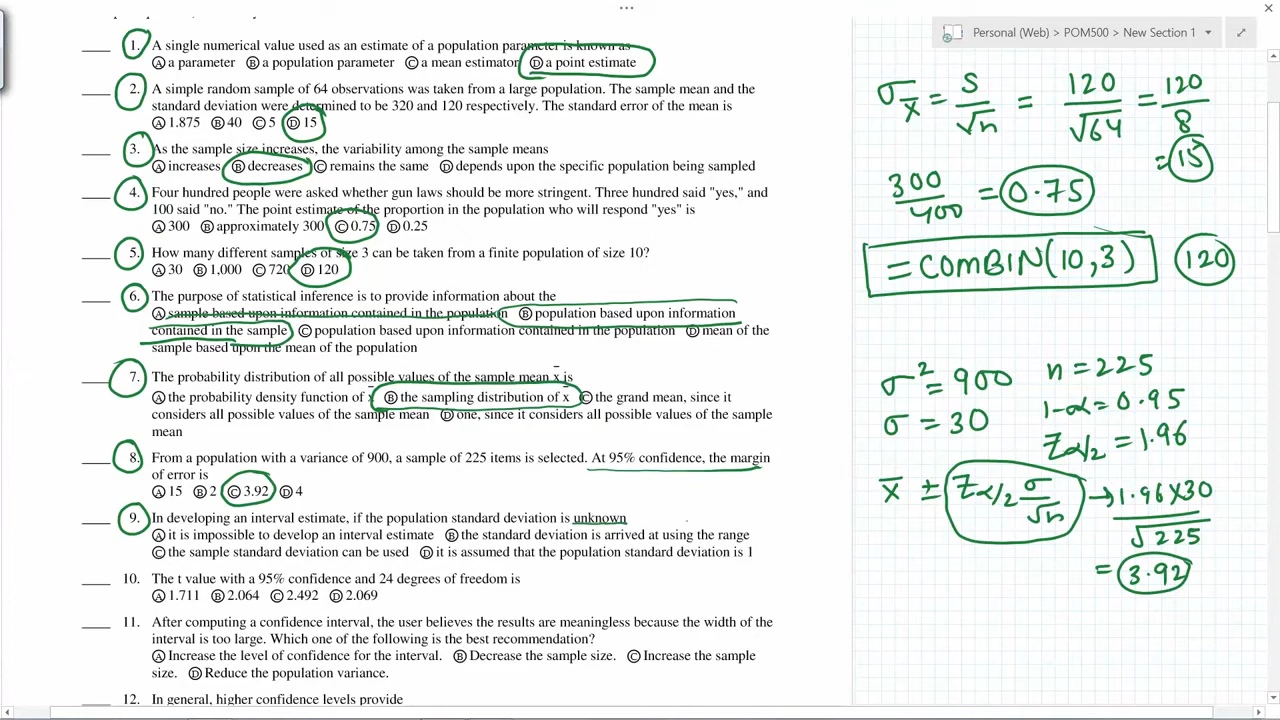 Personal (Web) > POM500 > New Section 1
1. A single numerical value used as an estimate of a population parameter is known as
Ⓐ a parameter Ⓑ a population parameter Ⓒ a mean estimator Ⓓ a point estimate
2. A simple random sample of 64 observations was taken from a large population. The sample mean and the
standard deviation were determined to be 320 and 120 respectively. The standard error of the mean is
Ⓐ 1.875 Ⓑ 40 Ⓒ 5 Ⓓ 15
3. As the sample size increases, the variability among the sample means
Ⓐ increases Ⓑ decreases Ⓒ remains the same Ⓓ depends upon the specific population being sampled
4. Four hundred people were asked whether gun laws should be more stringent. Three hundred said "yes," and
100 said "no." The point estimate of the proportion in the population who will respond "yes" is
Ⓐ 300 Ⓑ approximately 300 Ⓒ 0.75 Ⓓ 0.25
5. How many different samples of size 3 can be taken from a finite population of size 10?
Ⓐ 30 Ⓑ 1,000 Ⓒ 720 Ⓓ 120
6. The purpose of statistical inference is to provide information about the
Ⓐ sample based upon information contained in the population Ⓑ population based upon information
contained in the sample Ⓒ population based upon information contained in the population Ⓓ mean of the
sample based upon the mean of the population
7. The probability distribution of all possible values of the sample mean x̄ is
Ⓐ the probability density function of x̄ Ⓑ the sampling distribution of x̄ Ⓒ the grand mean, since it
considers all possible values of the sample mean Ⓓ one, since it considers all possible values of the sample
mean
8. From a population with a variance of 900, a sample of 225 items is selected. At 95% confidence, the margin
of error is
Ⓐ 15 Ⓑ 2 Ⓒ 3.92 Ⓓ 4
9. In developing an interval estimate, if the population standard deviation is unknown
Ⓐ it is impossible to develop an interval estimate Ⓑ the standard deviation is arrived at using the range
Ⓒ the sample standard deviation can be used Ⓓ it is assumed that the population standard deviation is 1
10. The t value with a 95% confidence and 24 degrees of freedom is
Ⓐ 1.711 Ⓑ 2.064 Ⓒ 2.492 Ⓓ 2.069
11. After computing a confidence interval, the user believes the results are meaningless because the width of the
interval is too large. Which one of the following is the best recommendation?
Ⓐ Increase the level of confidence for the interval. Ⓑ Decrease the sample size. Ⓒ Increase the sample
size. Ⓓ Reduce the population variance.
12. In general, higher confidence levels provide
σx̄ = S/√n = 120/√64 = 120/8
= 15
300/400 = 0.75
= COMBIN(10,3) 120
σ² = 900 n = 225
σ = 30 1-α = 0.95
Zα/2 = 1.96
x̄ ± Zα/2 σ/√n → 1.96 X 30/√225
= 3.92